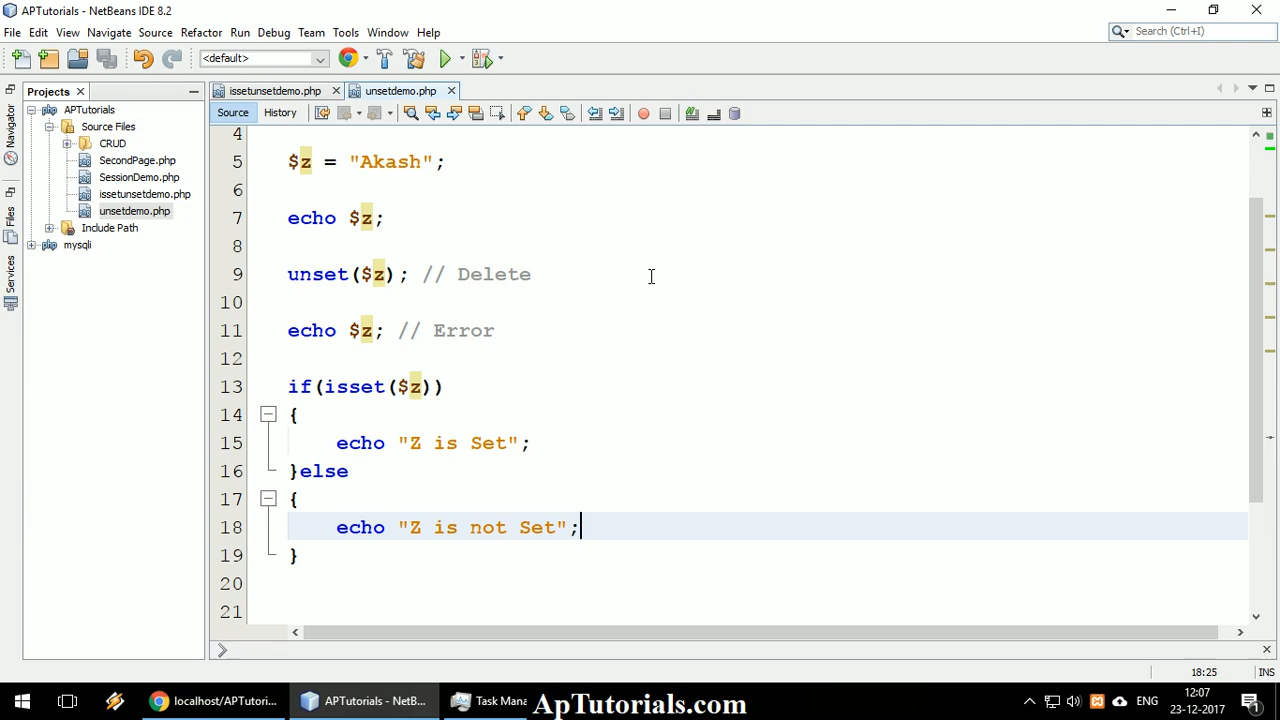 APTutorials - NetBeans IDE 8.2
File Edit View Navigate Source Refactor Run Debug Team Tools Window Help
Search (Ctrl+I)
<default>
Projects
issetunsetdemo.php
unsetdemo.php
Navigator
Files
Services
APTutorials
Source Files
CRUD
SecondPage.php
SessionDemo.php
issetunsetdemo.php
unsetdemo.php
Include Path
mysqli
Source History
4
5 $z = "Akash";
6
7 echo $z;
8
9 unset($z); // Delete
10
11 echo $z; // Error
12
13 if(isset($z))
14 {
15 echo "Z is Set";
16 }else
17 {
18 echo "Z is not Set";
19 }
20
21
18:25 INS
localhost/APTutori...
APTutorials - NetB...
Task Mana
ApTutorials.com
ENG
12:07
23-12-2017
1